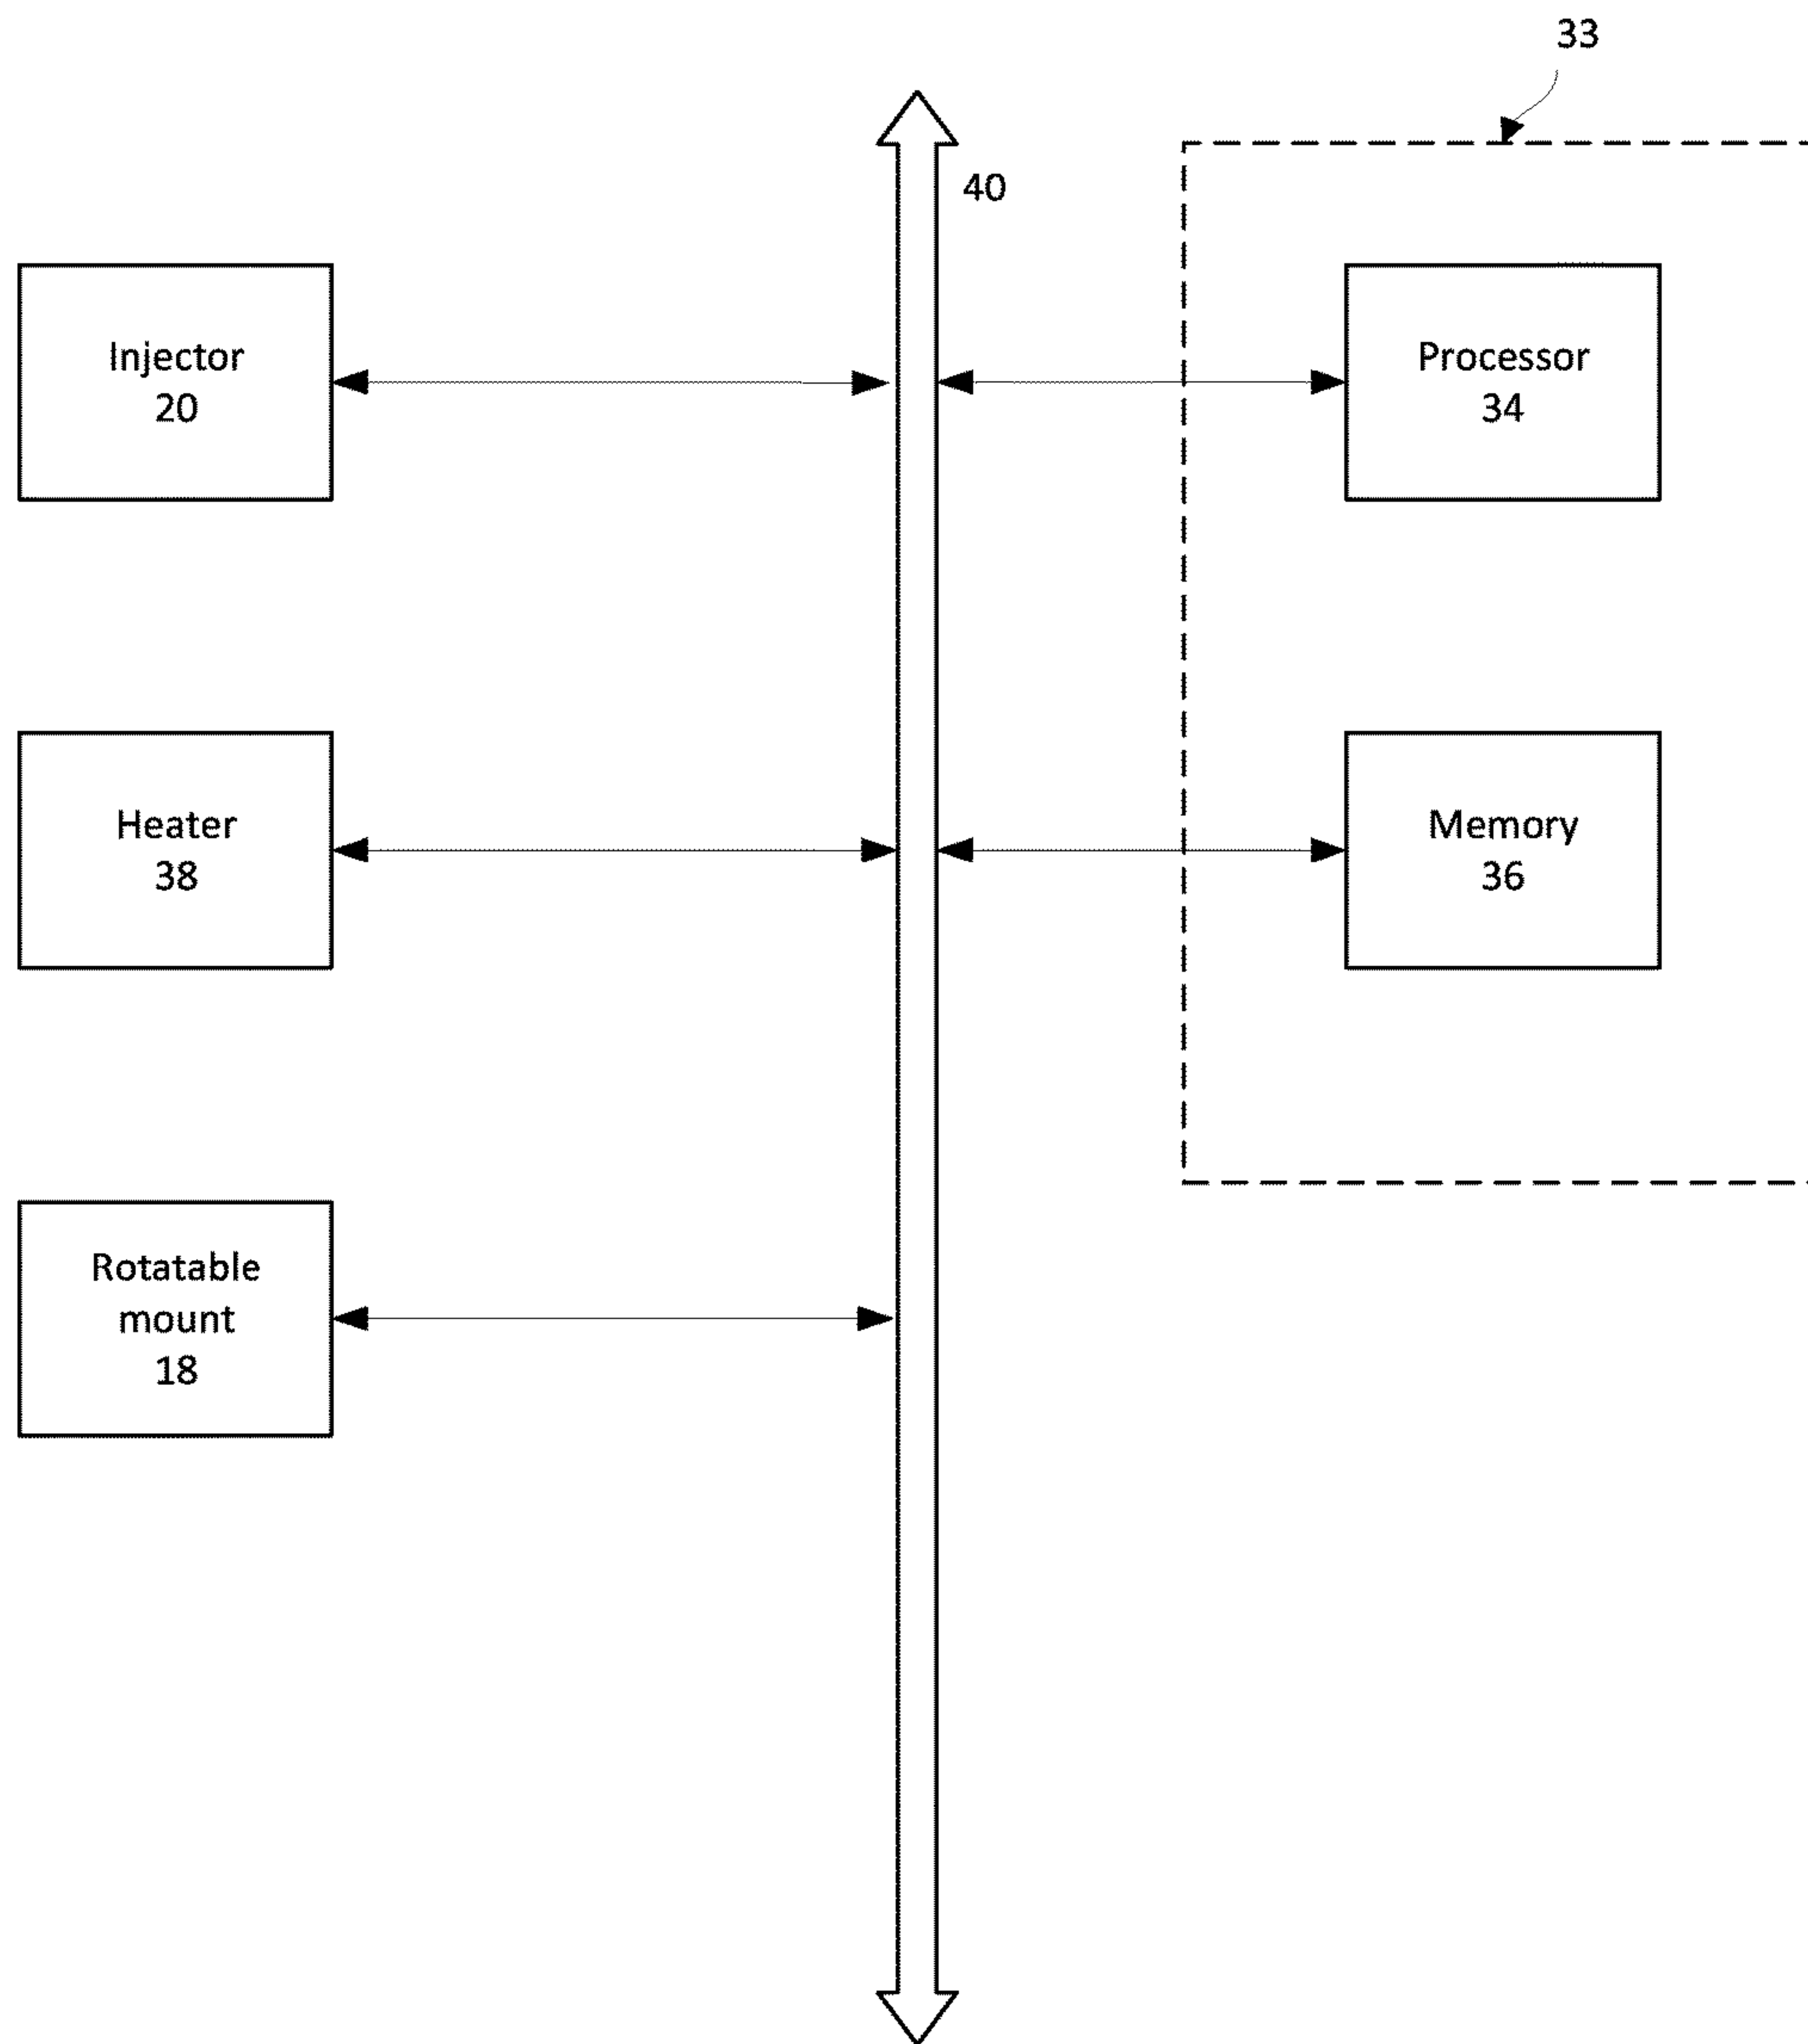 33
40
Injector
20
Processor
34
Heater
38
Memory
36
Rotatable
mount
18